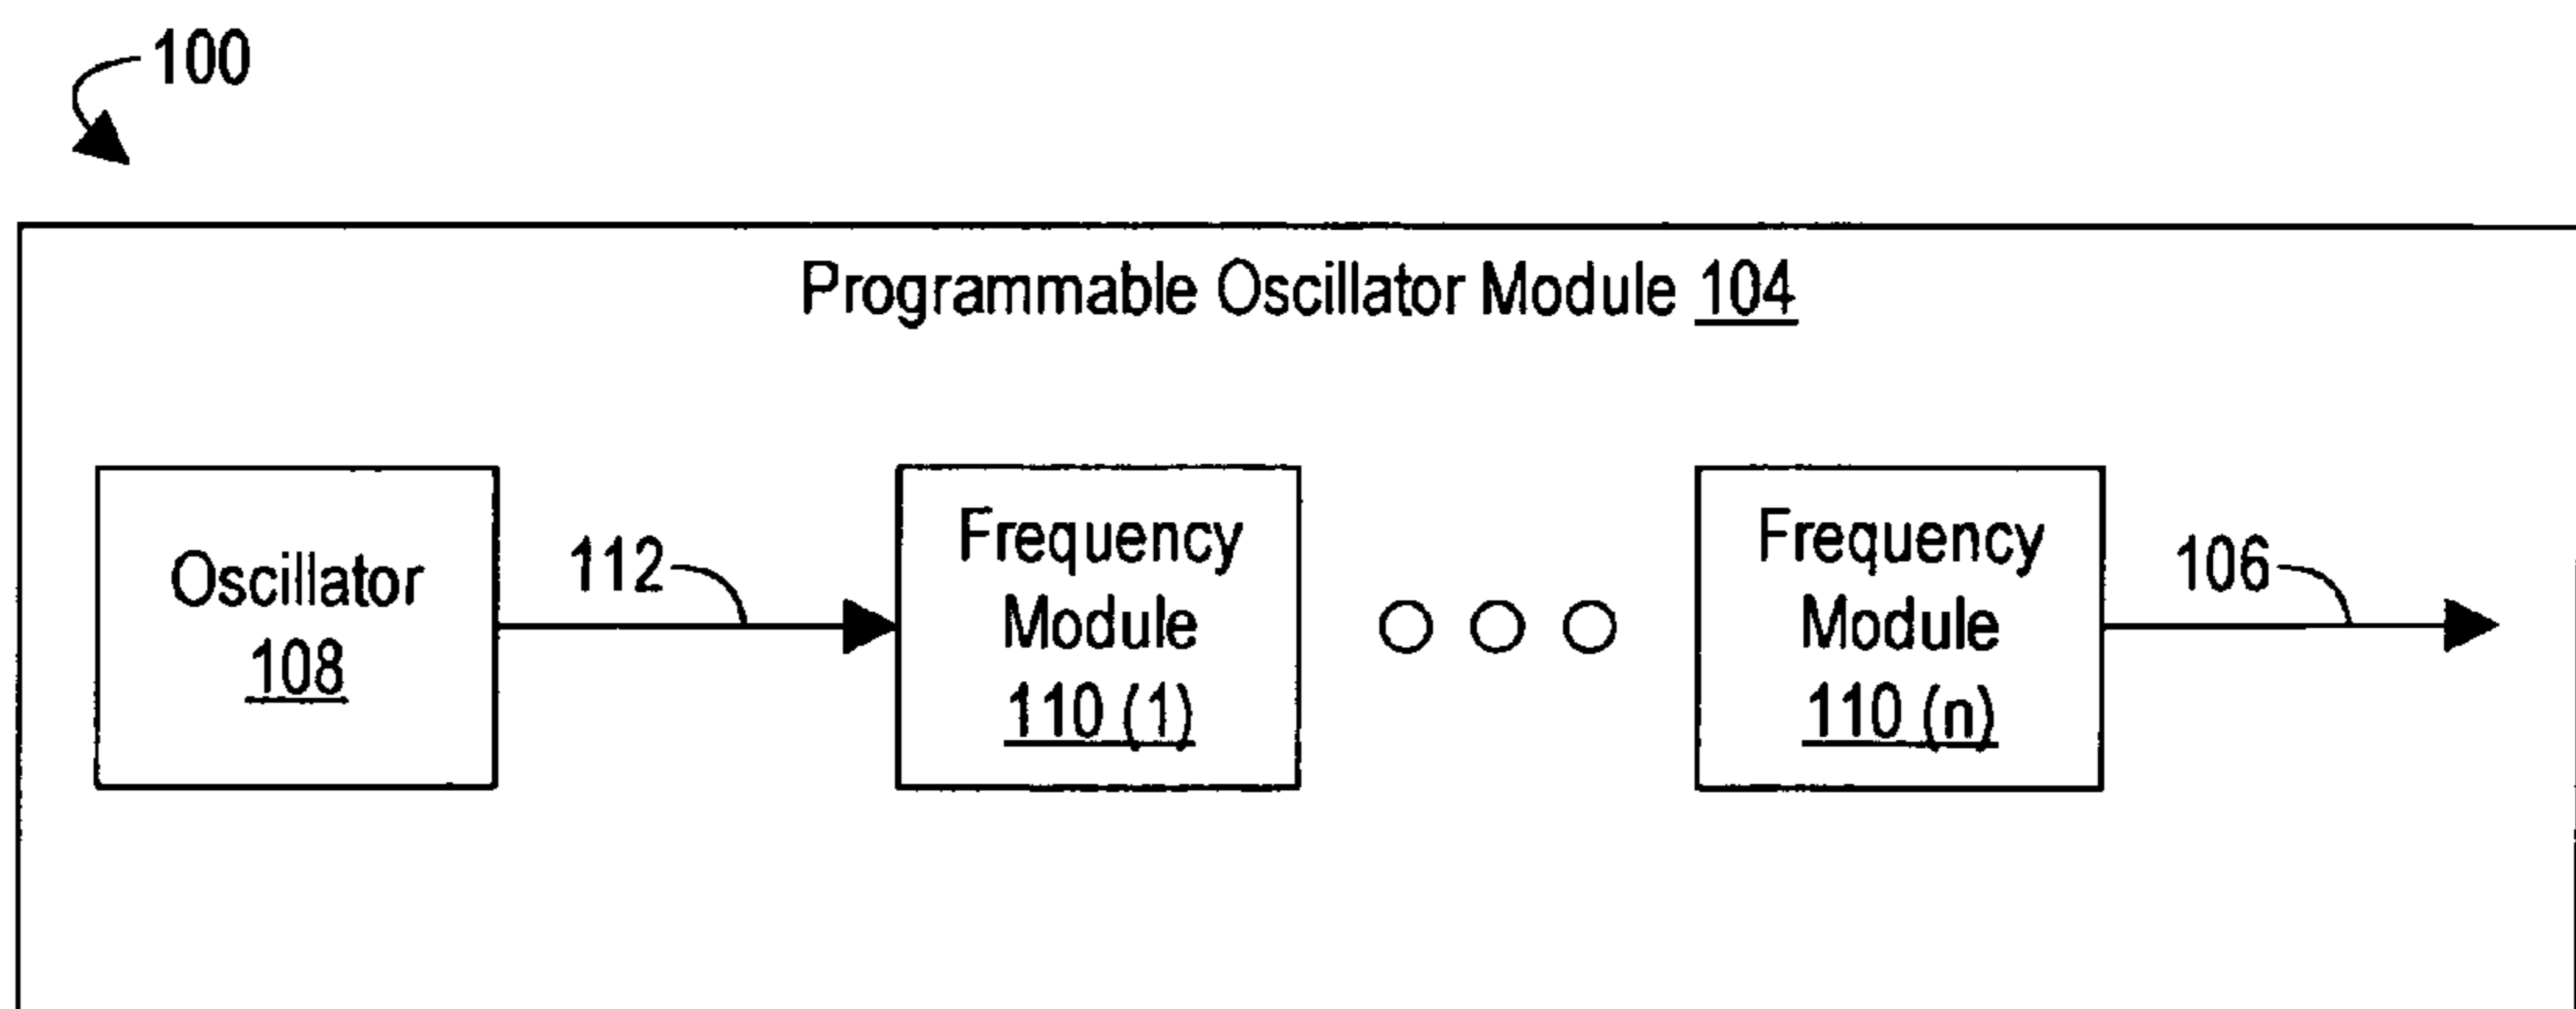 100
Programmable Oscillator Module 104
Oscillator
108
112
Frequency
Module
110 (1)
Frequency
Module
110 (n)
106